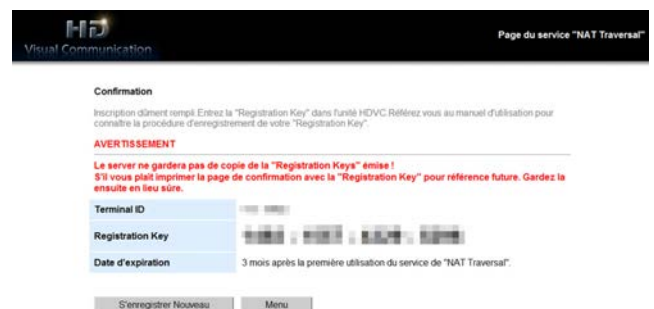 HD
Visual Communication
Page du service "NAT Traversal"
Confirmation
Inscription dûment rempli.Entrez la "Registration Key" dans l'unité HDVC.Référez vous au manuel d'utilisation pour
connaître la procédure d'enregistrement de votre "Registration Key".
AVERTISSEMENT
Le server ne gardera pas de copie de la "Registration Keys" émise !
S'il vous plait imprimer la page de confirmation avec la "Registration Key" pour référence future. Gardez la
ensuite en lieu sûre.
Terminal ID
Registration Key
Date d'expiration 3 mois après la première utilisation du service de "NAT Traversal".
S'enregistrer Nouveau Menu